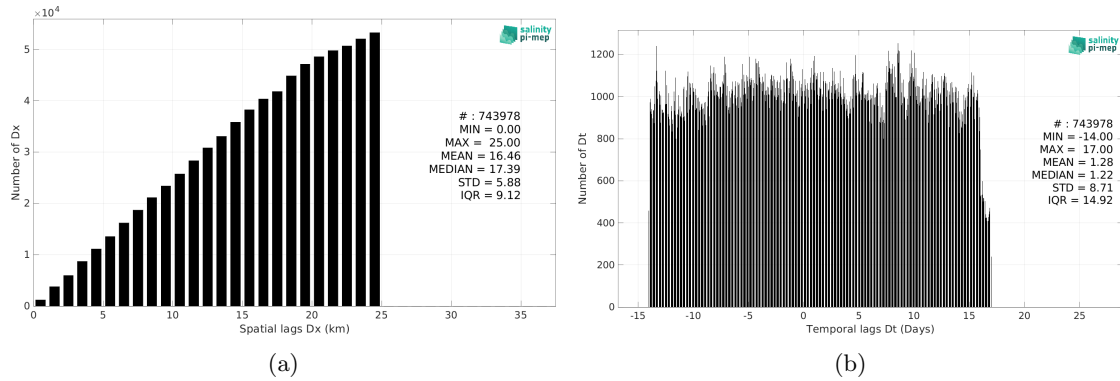 ×10⁴
5
4
3
2
1
0
Number of Dx
0 5 10 15 20 25 30 35
Spatial lags Dx (km)
salinity
pi-mep
# : 743978
MIN = 0.00
MAX = 25.00
MEAN = 16.46
MEDIAN = 17.39
STD = 5.88
IQR = 9.12
(a)
1200
1000
800
600
400
200
0
Number of Dt
-15 -10 -5 0 5 10 15 20 25
Temporal lags Dt (Days)
salinity
pi-mep
# : 743978
MIN = -14.00
MAX = 17.00
MEAN = 1.28
MEDIAN = 1.22
STD = 8.71
IQR = 14.92
(b)